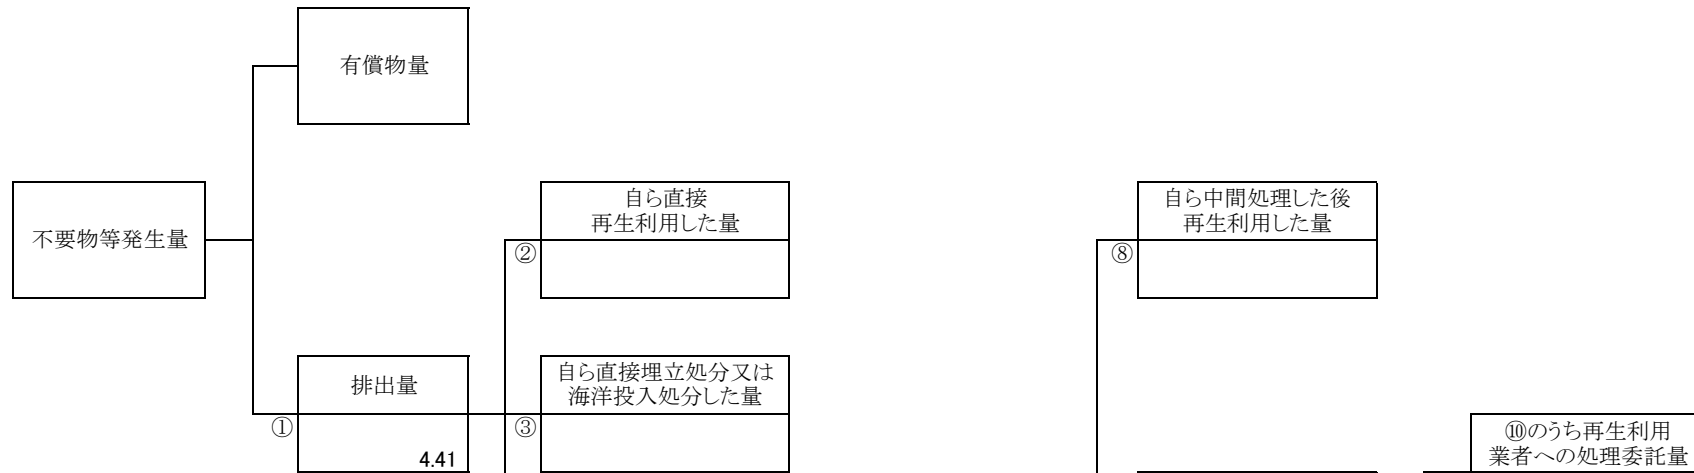 有償物量
不要物等発生量
自ら直接
再生利用した量
②
自ら中間処理した後
再生利用した量
⑧
排出量
①
4.41
自ら直接埋立処分又は
海洋投入処分した量
③
⑩のうち再生利用
業者への処理委託量